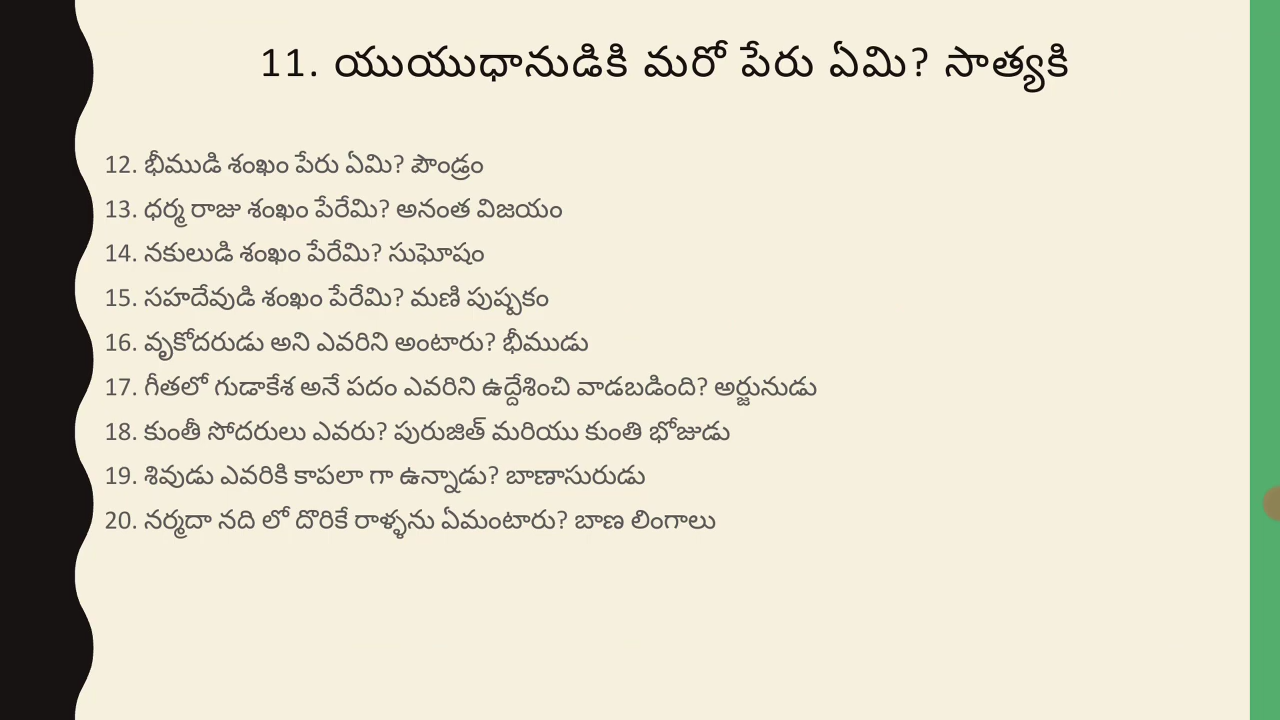 11. యుయుధానుడికి మరో పేరు ఏమి? సాత్యకి
12. భీముడి శంఖం పేరు ఏమి? పౌండ్రం
13. ధర్మ రాజు శంఖం పేరేమి? అనంత విజయం
14. నకులుడి శంఖం పేరేమి? సుఘోషం
15. సహదేవుడి శంఖం పేరేమి? మణి పుష్పకం
16. వృకోదరుడు అని ఎవరిని అంటారు? భీముడు
17. గీతలో గుడాకేశ అనే పదం ఎవరిని ఉద్దేశించి వాడబడింది? అర్జునుడు
18. కుంతీ సోదరులు ఎవరు? పురుజిత్ మరియు కుంతి భోజుడు
19. శివుడు ఎవరికి కాపలా గా ఉన్నాడు? బాణాసురుడు
20. నర్మదా నది లో దొరికే రాళ్ళను ఏమంటారు? బాణ లింగాలు